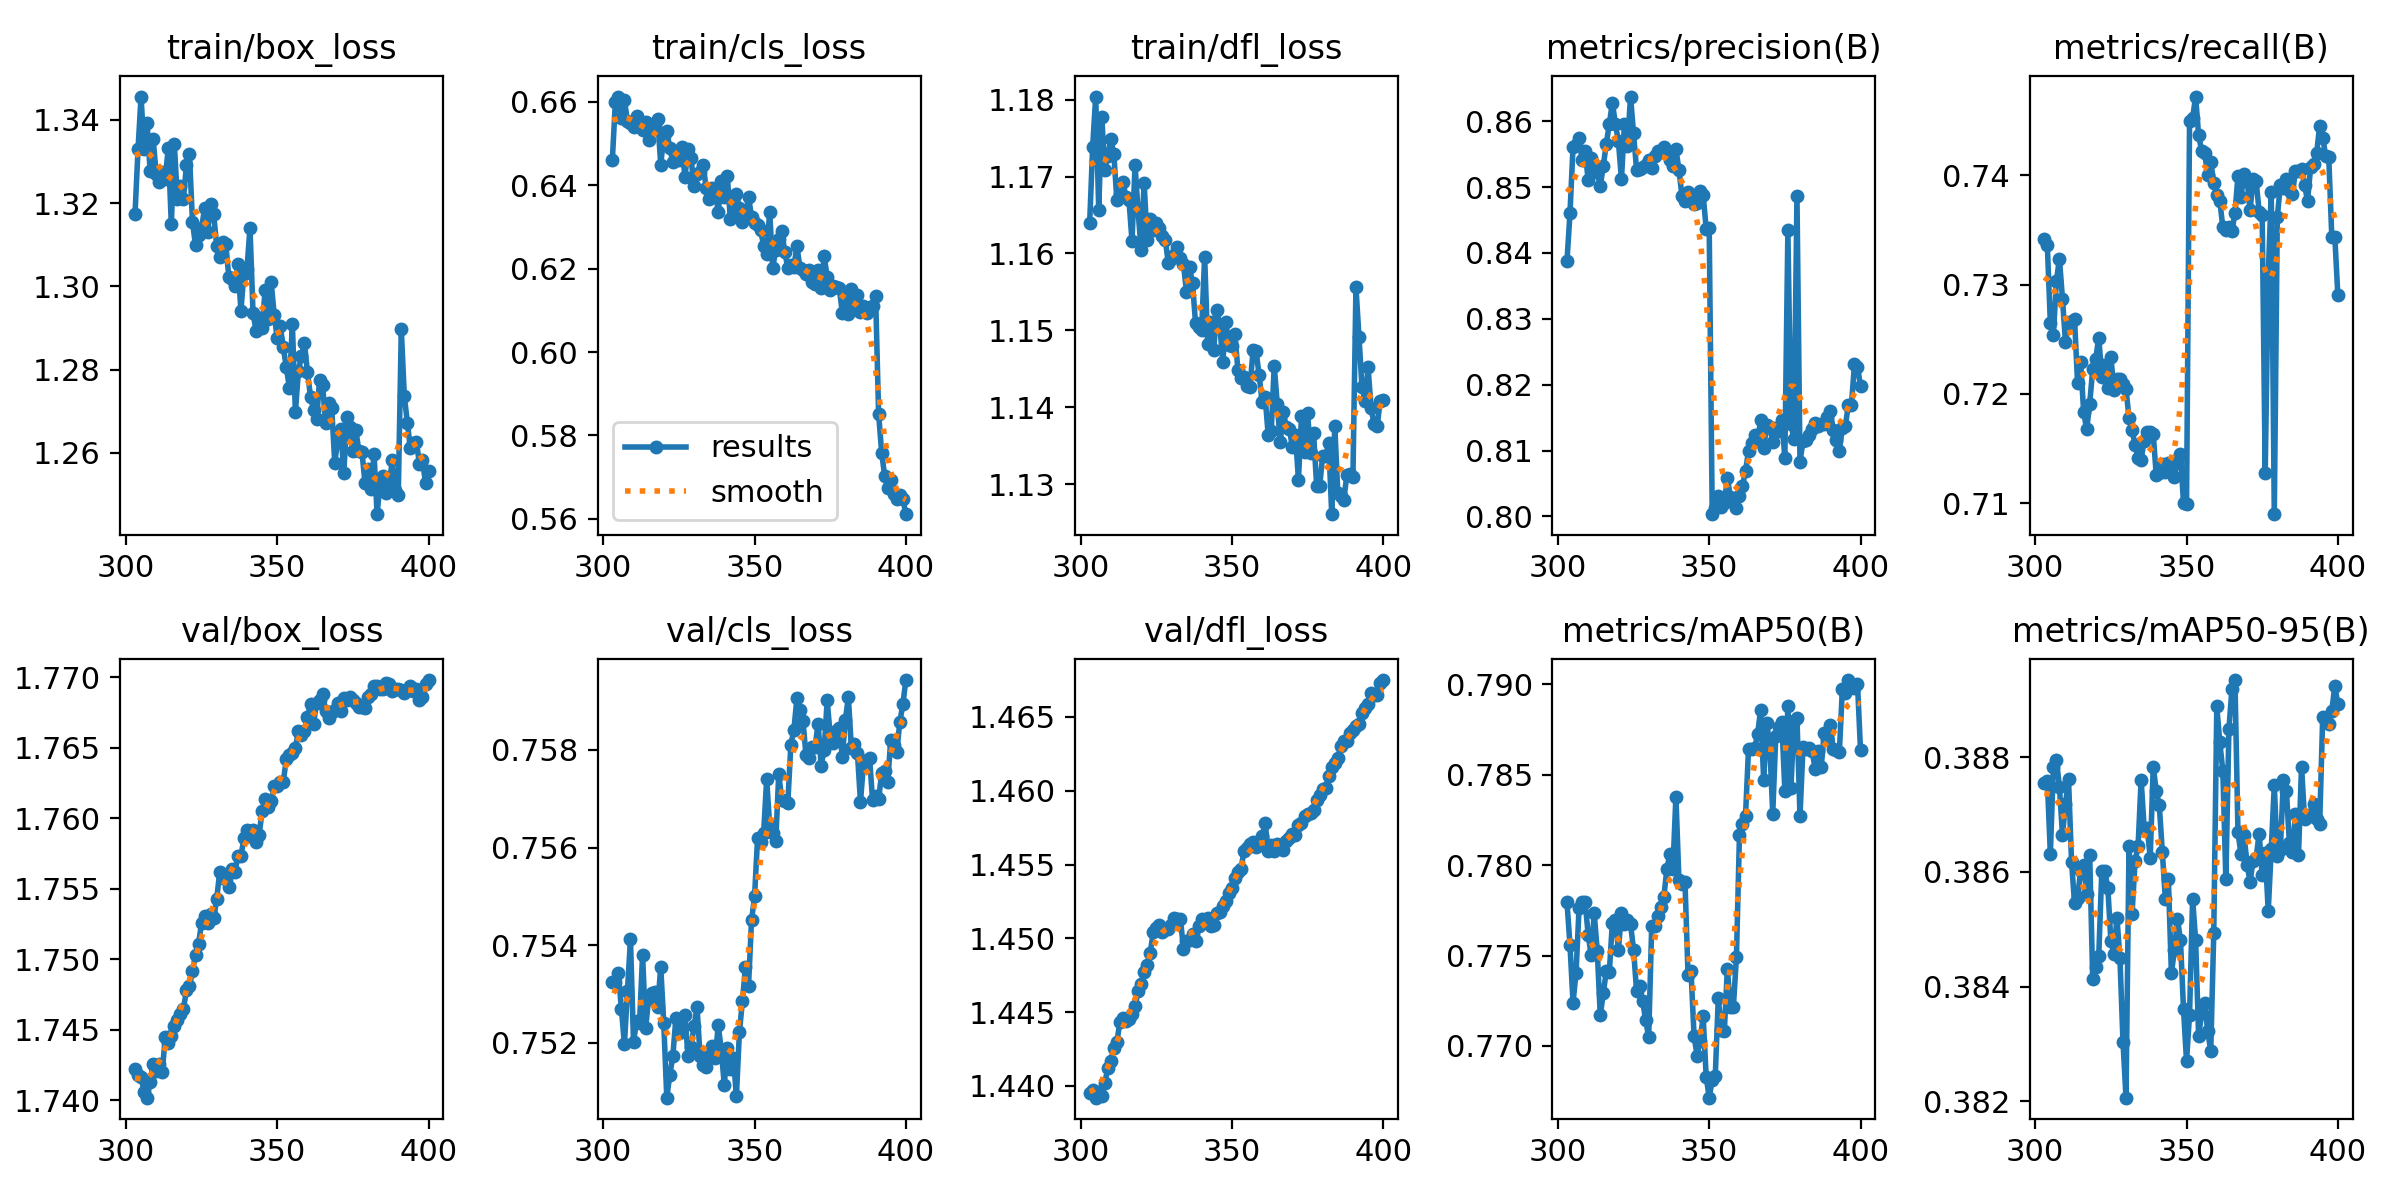 train/box_loss
train/cls_loss
train/dfl_loss
metrics/precision(B)
metrics/recall(B)
1.34
1.32
1.30
1.28
1.26
300 350 400
0.66
0.64
0.62
0.60
0.58
0.56
results
smooth
300 350 400
1.18
1.17
1.16
1.15
1.14
1.13
300 350 400
0.86
0.85
0.84
0.83
0.82
0.81
0.80
300 350 400
0.74
0.73
0.72
0.71
300 350 400
val/box_loss
val/cls_loss
val/dfl_loss
metrics/mAP50(B)
metrics/mAP50-95(B)
1.770
1.765
1.760
1.755
1.750
1.745
1.740
300 350 400
0.758
0.756
0.754
0.752
300 350 400
1.465
1.460
1.455
1.450
1.445
1.440
300 350 400
0.790
0.785
0.780
0.775
0.770
300 350 400
0.388
0.386
0.384
0.382
300 350 400